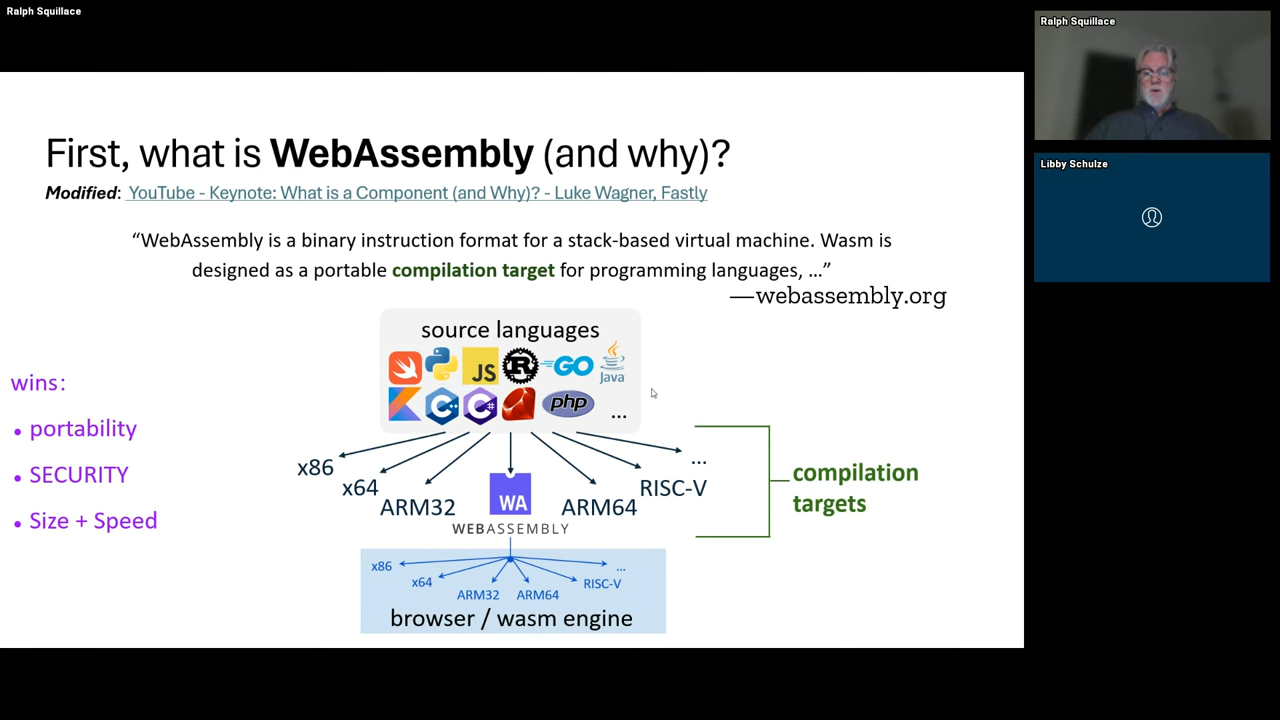 Ralph Squillace
Ralph Squillace
Libby Schulze
First, what is WebAssembly (and why)?
Modified: YouTube - Keynote: What is a Component (and Why)? - Luke Wagner, Fastly
“WebAssembly is a binary instruction format for a stack-based virtual machine. Wasm is
designed as a portable compilation target for programming languages, …”
—webassembly.org
source languages
JS
R
GO
Java
C++
C#
php
...
wins:
• portability
• SECURITY
• Size + Speed
x86
x64
ARM32
WA
WEBASSEMBLY
ARM64
RISC-V
...
compilation
targets
x86
x64
ARM32
ARM64
RISC-V
...
browser / wasm engine